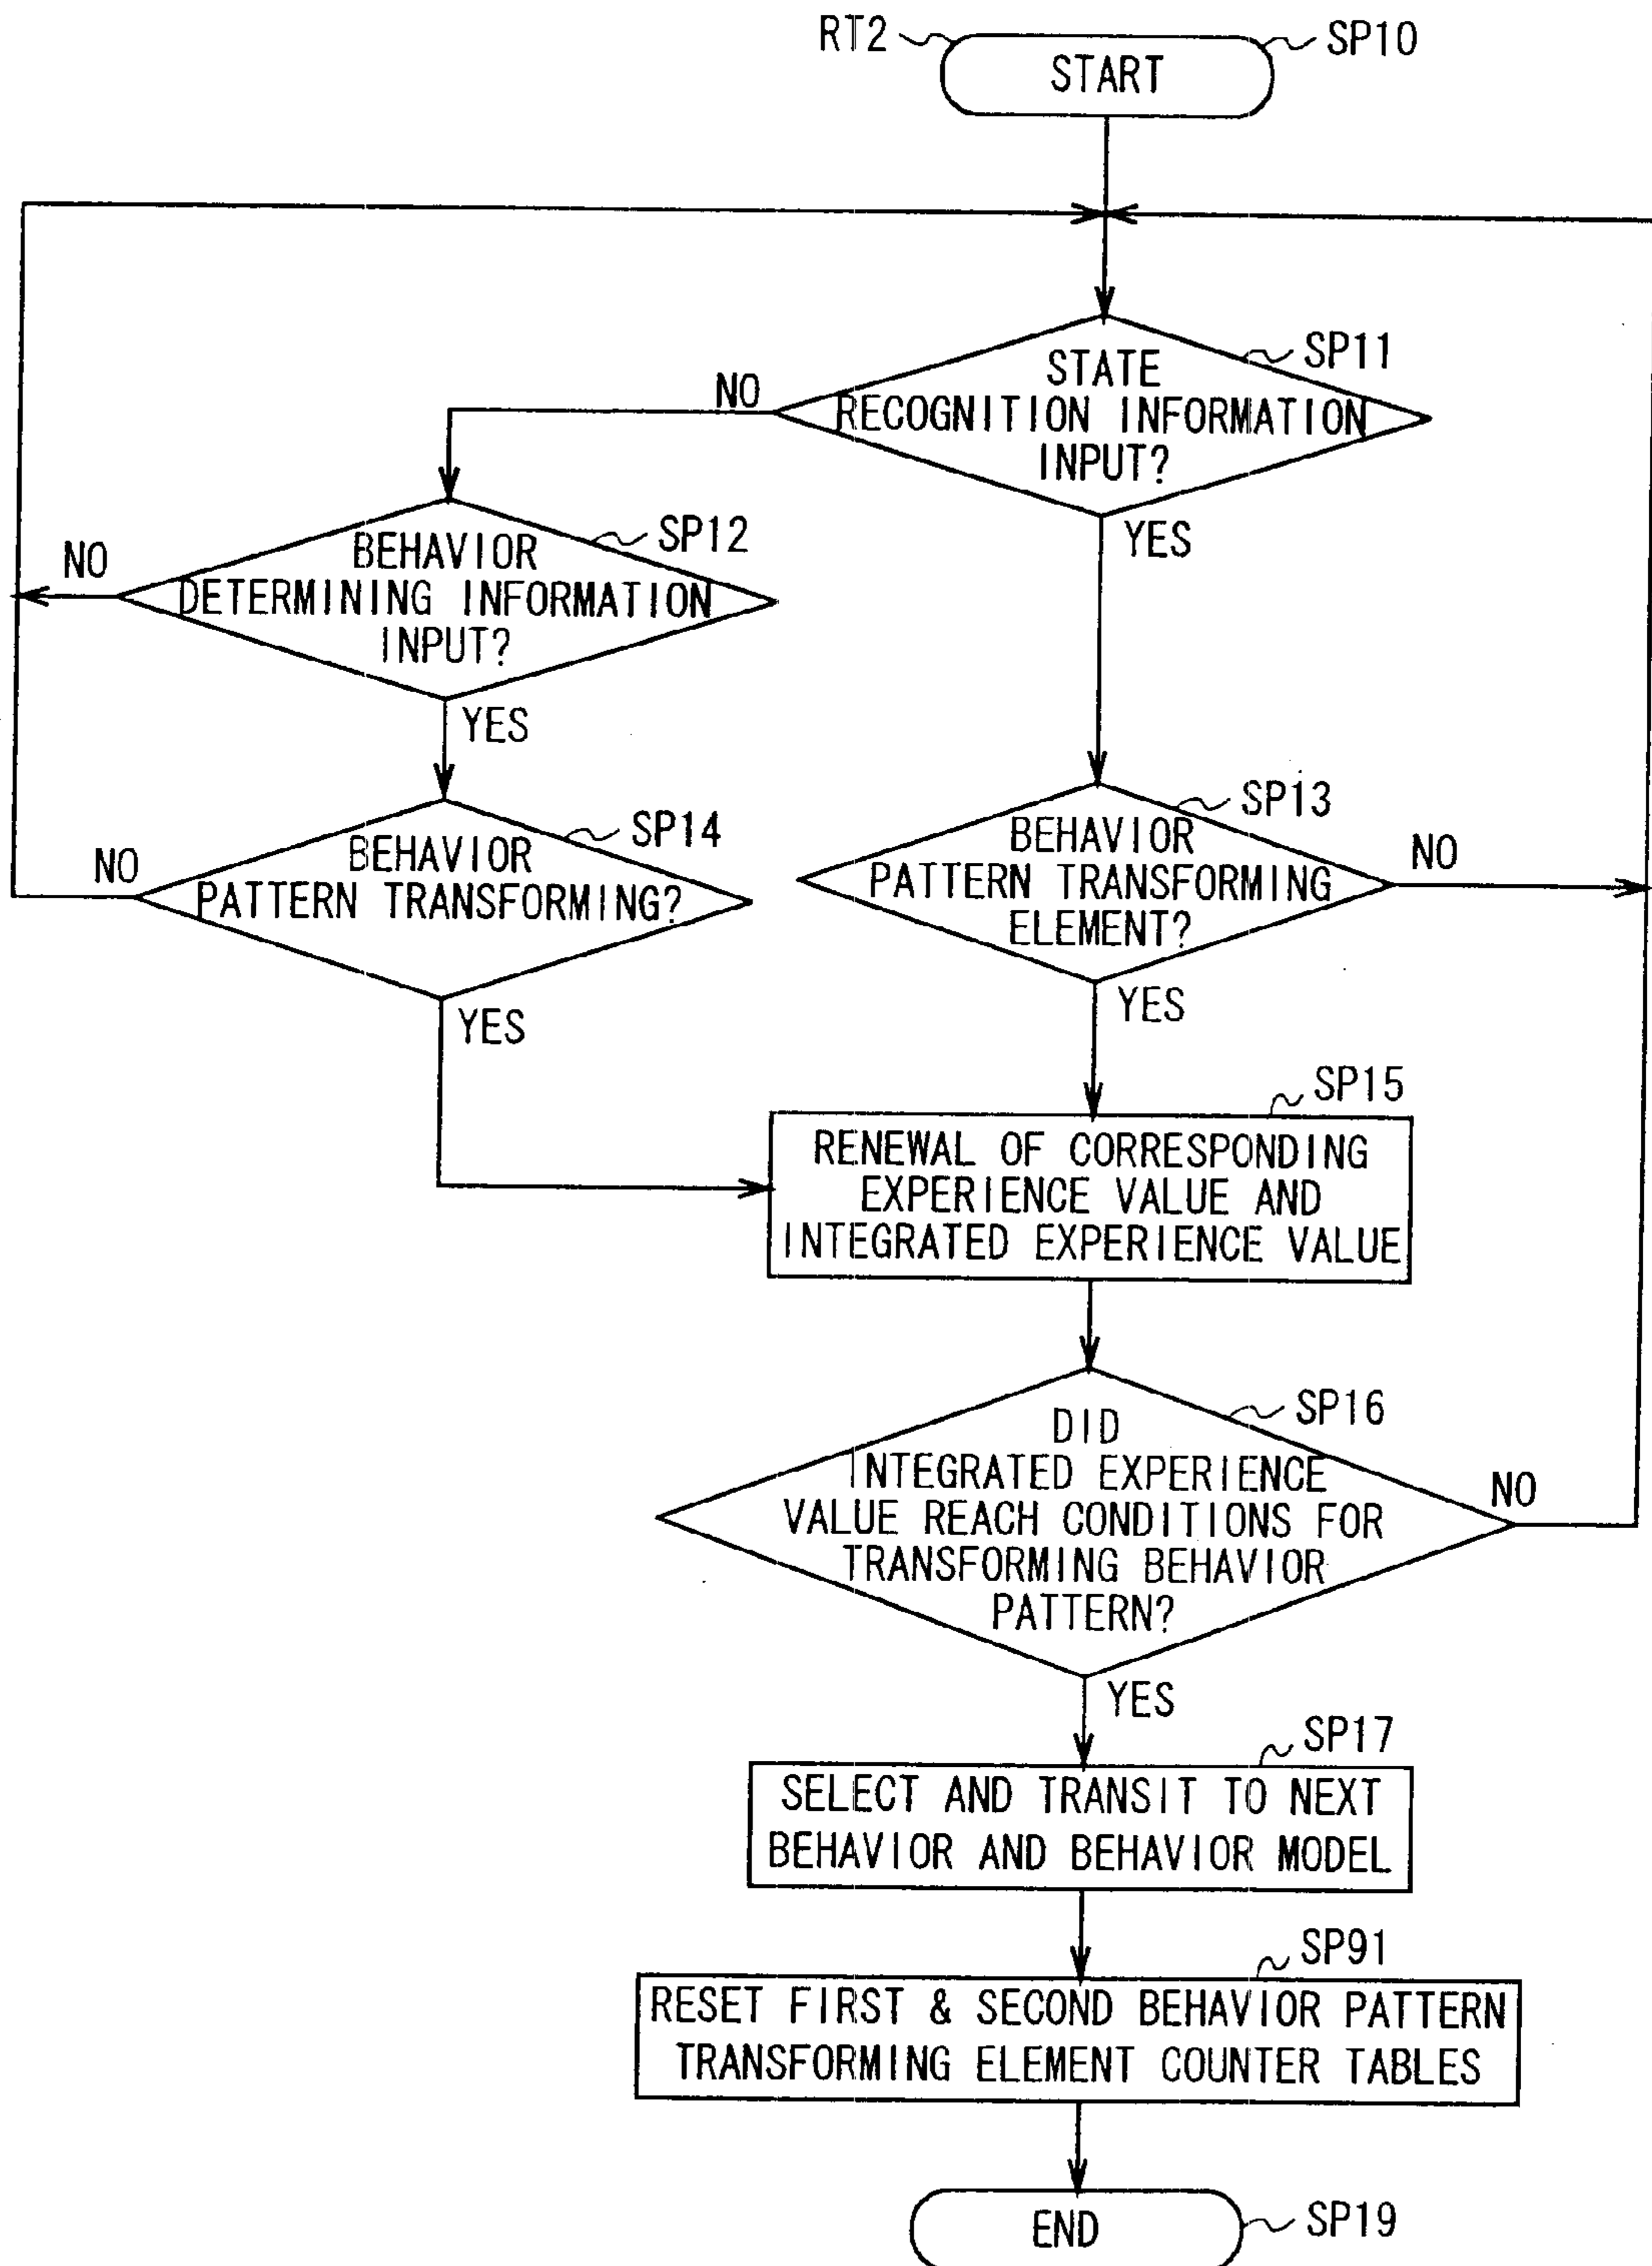 RT2
SP10
START
SP11
STATE
RECOGNITION INFORMATION
INPUT?
NO
YES
SP12
BEHAVIOR
DETERMINING INFORMATION
INPUT?
NO
YES
SP13
BEHAVIOR
PATTERN TRANSFORMING
ELEMENT?
NO
YES
SP14
BEHAVIOR
PATTERN TRANSFORMING?
NO
YES
SP15
RENEWAL OF CORRESPONDING
EXPERIENCE VALUE AND
INTEGRATED EXPERIENCE VALUE
SP16
DID
INTEGRATED EXPERIENCE
VALUE REACH CONDITIONS FOR
TRANSFORMING BEHAVIOR
PATTERN?
NO
YES
SP17
SELECT AND TRANSIT TO NEXT
BEHAVIOR AND BEHAVIOR MODEL
SP91
RESET FIRST & SECOND BEHAVIOR PATTERN
TRANSFORMING ELEMENT COUNTER TABLES
END
SP19